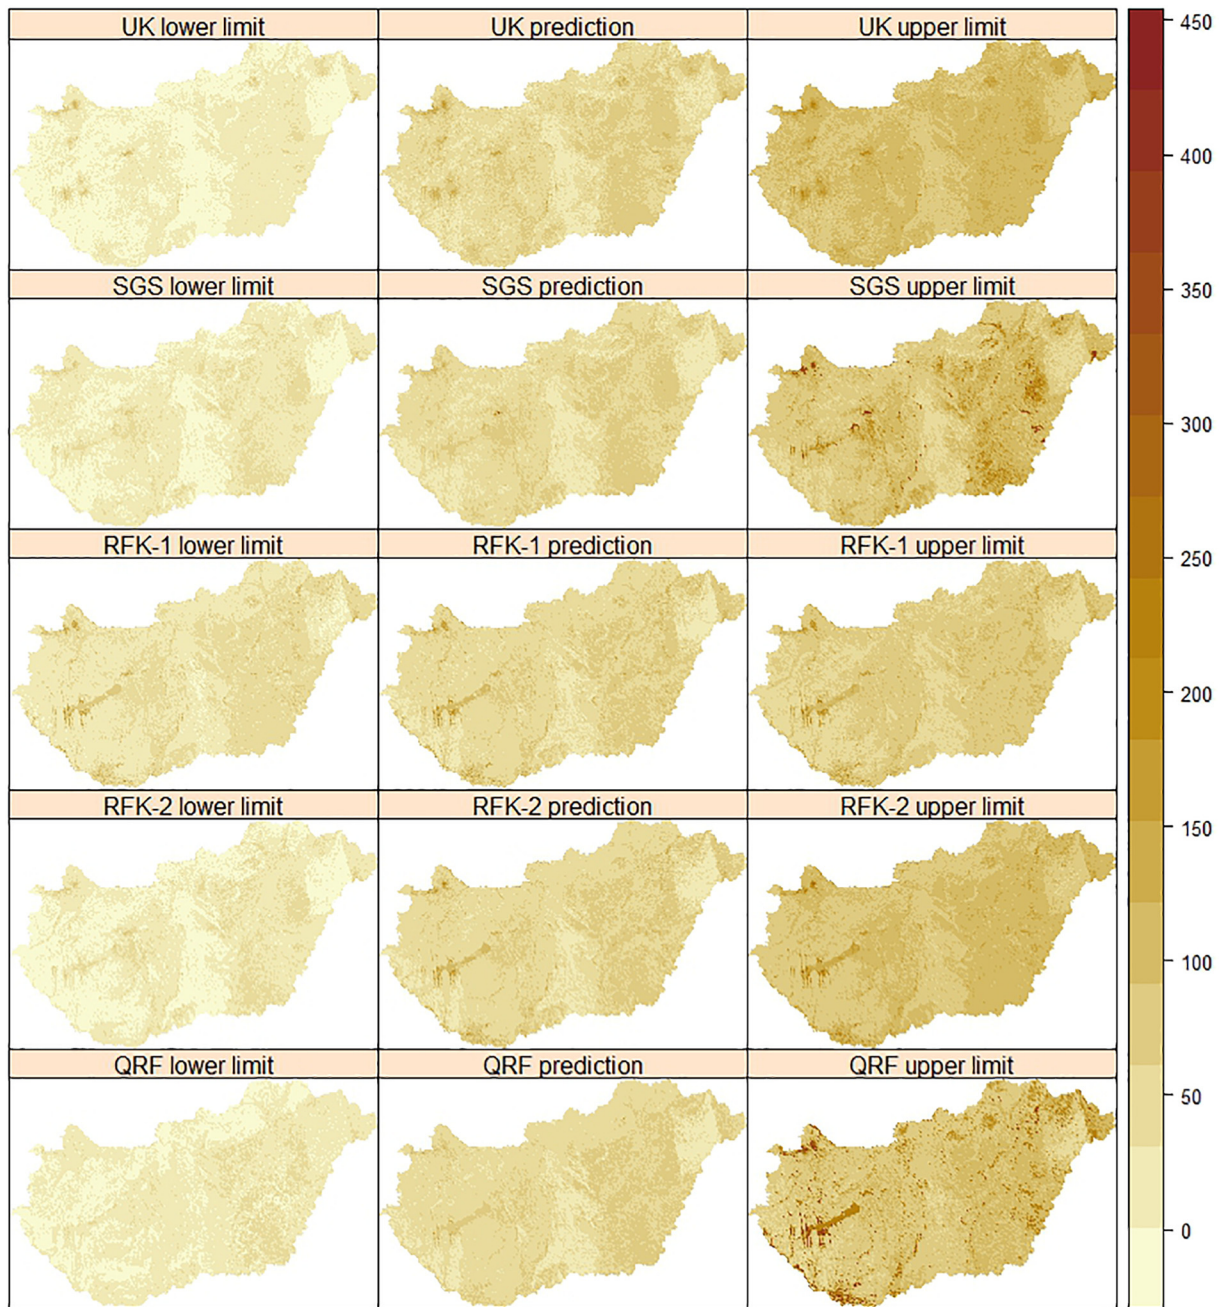 UK lower limit
UK prediction
UK upper limit
SGS lower limit
SGS prediction
SGS upper limit
RFK-1 lower limit
RFK-1 prediction
RFK-1 upper limit
RFK-2 lower limit
RFK-2 prediction
RFK-2 upper limit
QRF lower limit
QRF prediction
QRF upper limit
450
400
350
300
250
200
150
100
50
0